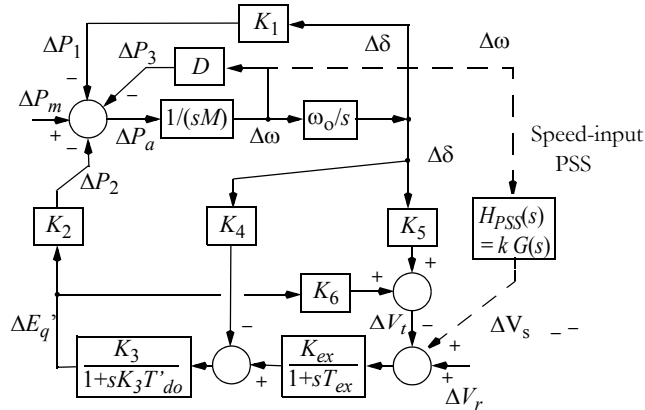 K1
ΔP1
Δδ
Δω
ΔP3
D
−
−
ΔPm
+
−
ΔPa
1/(sM)
Δω
ωo/s
Speed-input
PSS
ΔP2
Δδ
K2
K4
K5
HPSS(s)
= k G(s)
+
+
K6
ΔEq'
ΔVt
−
ΔVs
− −
−
+
K3
1+sK3T'do
+
Kex
1+sTex
+
ΔVr